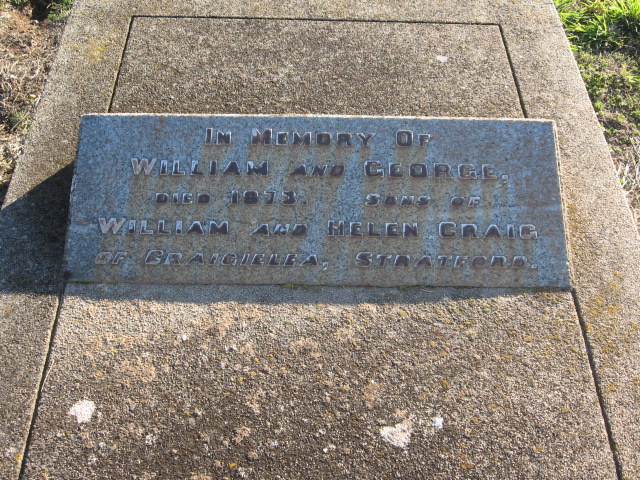 In Memory Of
William and George.
Died 1873. Sons of
William and Helen Craig
of Craigielea, Stratford.